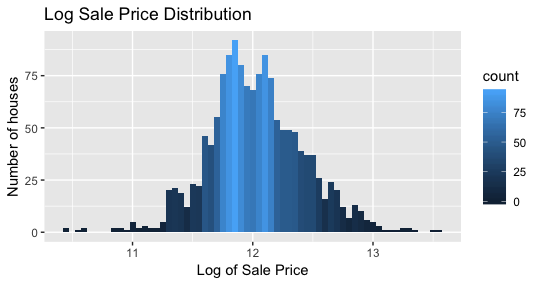 Log Sale Price Distribution
Number of houses
75
50
25
0
11 12 13
Log of Sale Price
count
75
50
25
0